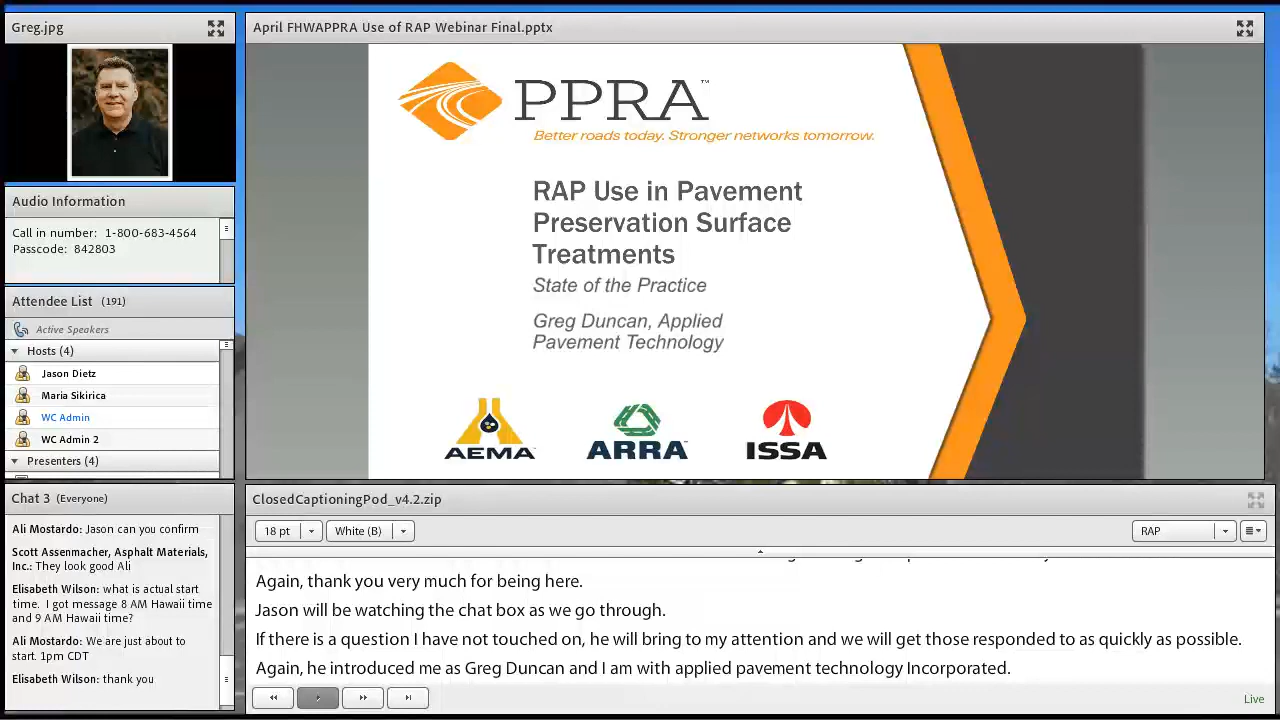 Greg.jpg
April FHWAPPRA Use of RAP Webinar Final.pptx
PPRA™
Better roads today. Stronger networks tomorrow.
RAP Use in Pavement
Preservation Surface
Treatments
State of the Practice
Greg Duncan, Applied
Pavement Technology
AEMA
ARRA
ISSA
Audio Information
Call in number: 1-800-683-4564
Passcode: 842803
Attendee List (191)
Active Speakers
Hosts (4)
Jason Dietz
Maria Sikirica
WC Admin
WC Admin 2
Presenters (4)
Chat 3 (Everyone)
Ali Mostardo: Jason can you confirm
Scott Assenmacher, Asphalt Materials,
Inc.: They look good Ali
Elisabeth Wilson: what is actual start
time. I got message 8 AM Hawaii time
and 9 AM Hawaii time?
Ali Mostardo: We are just about to
start. 1pm CDT
Elisabeth Wilson: thank you
ClosedCaptioningPod_v4.2.zip
18 pt
White (B)
RAP
Again, thank you very much for being here.
Jason will be watching the chat box as we go through.
If there is a question I have not touched on, he will bring to my attention and we will get those responded to as quickly as possible.
Again, he introduced me as Greg Duncan and I am with applied pavement technology Incorporated.
Live